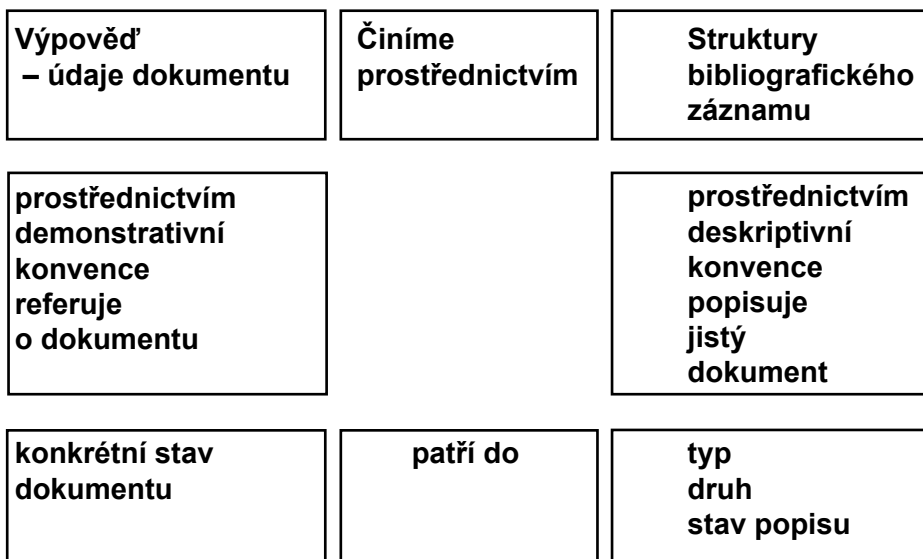 Výpověď
– údaje dokumentu
Činíme
prostřednictvím
Struktury
bibliografického
záznamu
prostřednictvím
demonstrativní
konvence
referuje
o dokumentu
prostřednictvím
deskriptivní
konvence
popisuje
jistý
dokument
konkrétní stav
dokumentu
patří do
typ
druh
stav popisu